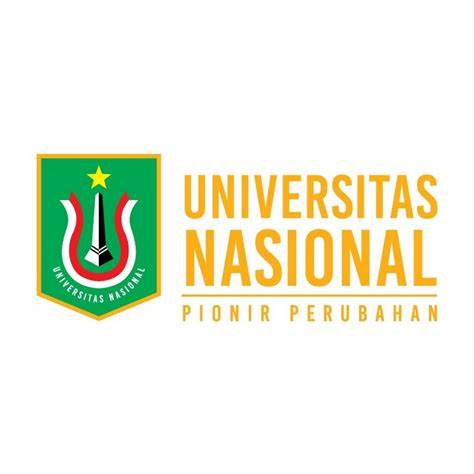 UNIVERSITAS NASIONAL
UNIVERSITAS
NASIONAL
PIONIR PERUBAHAN